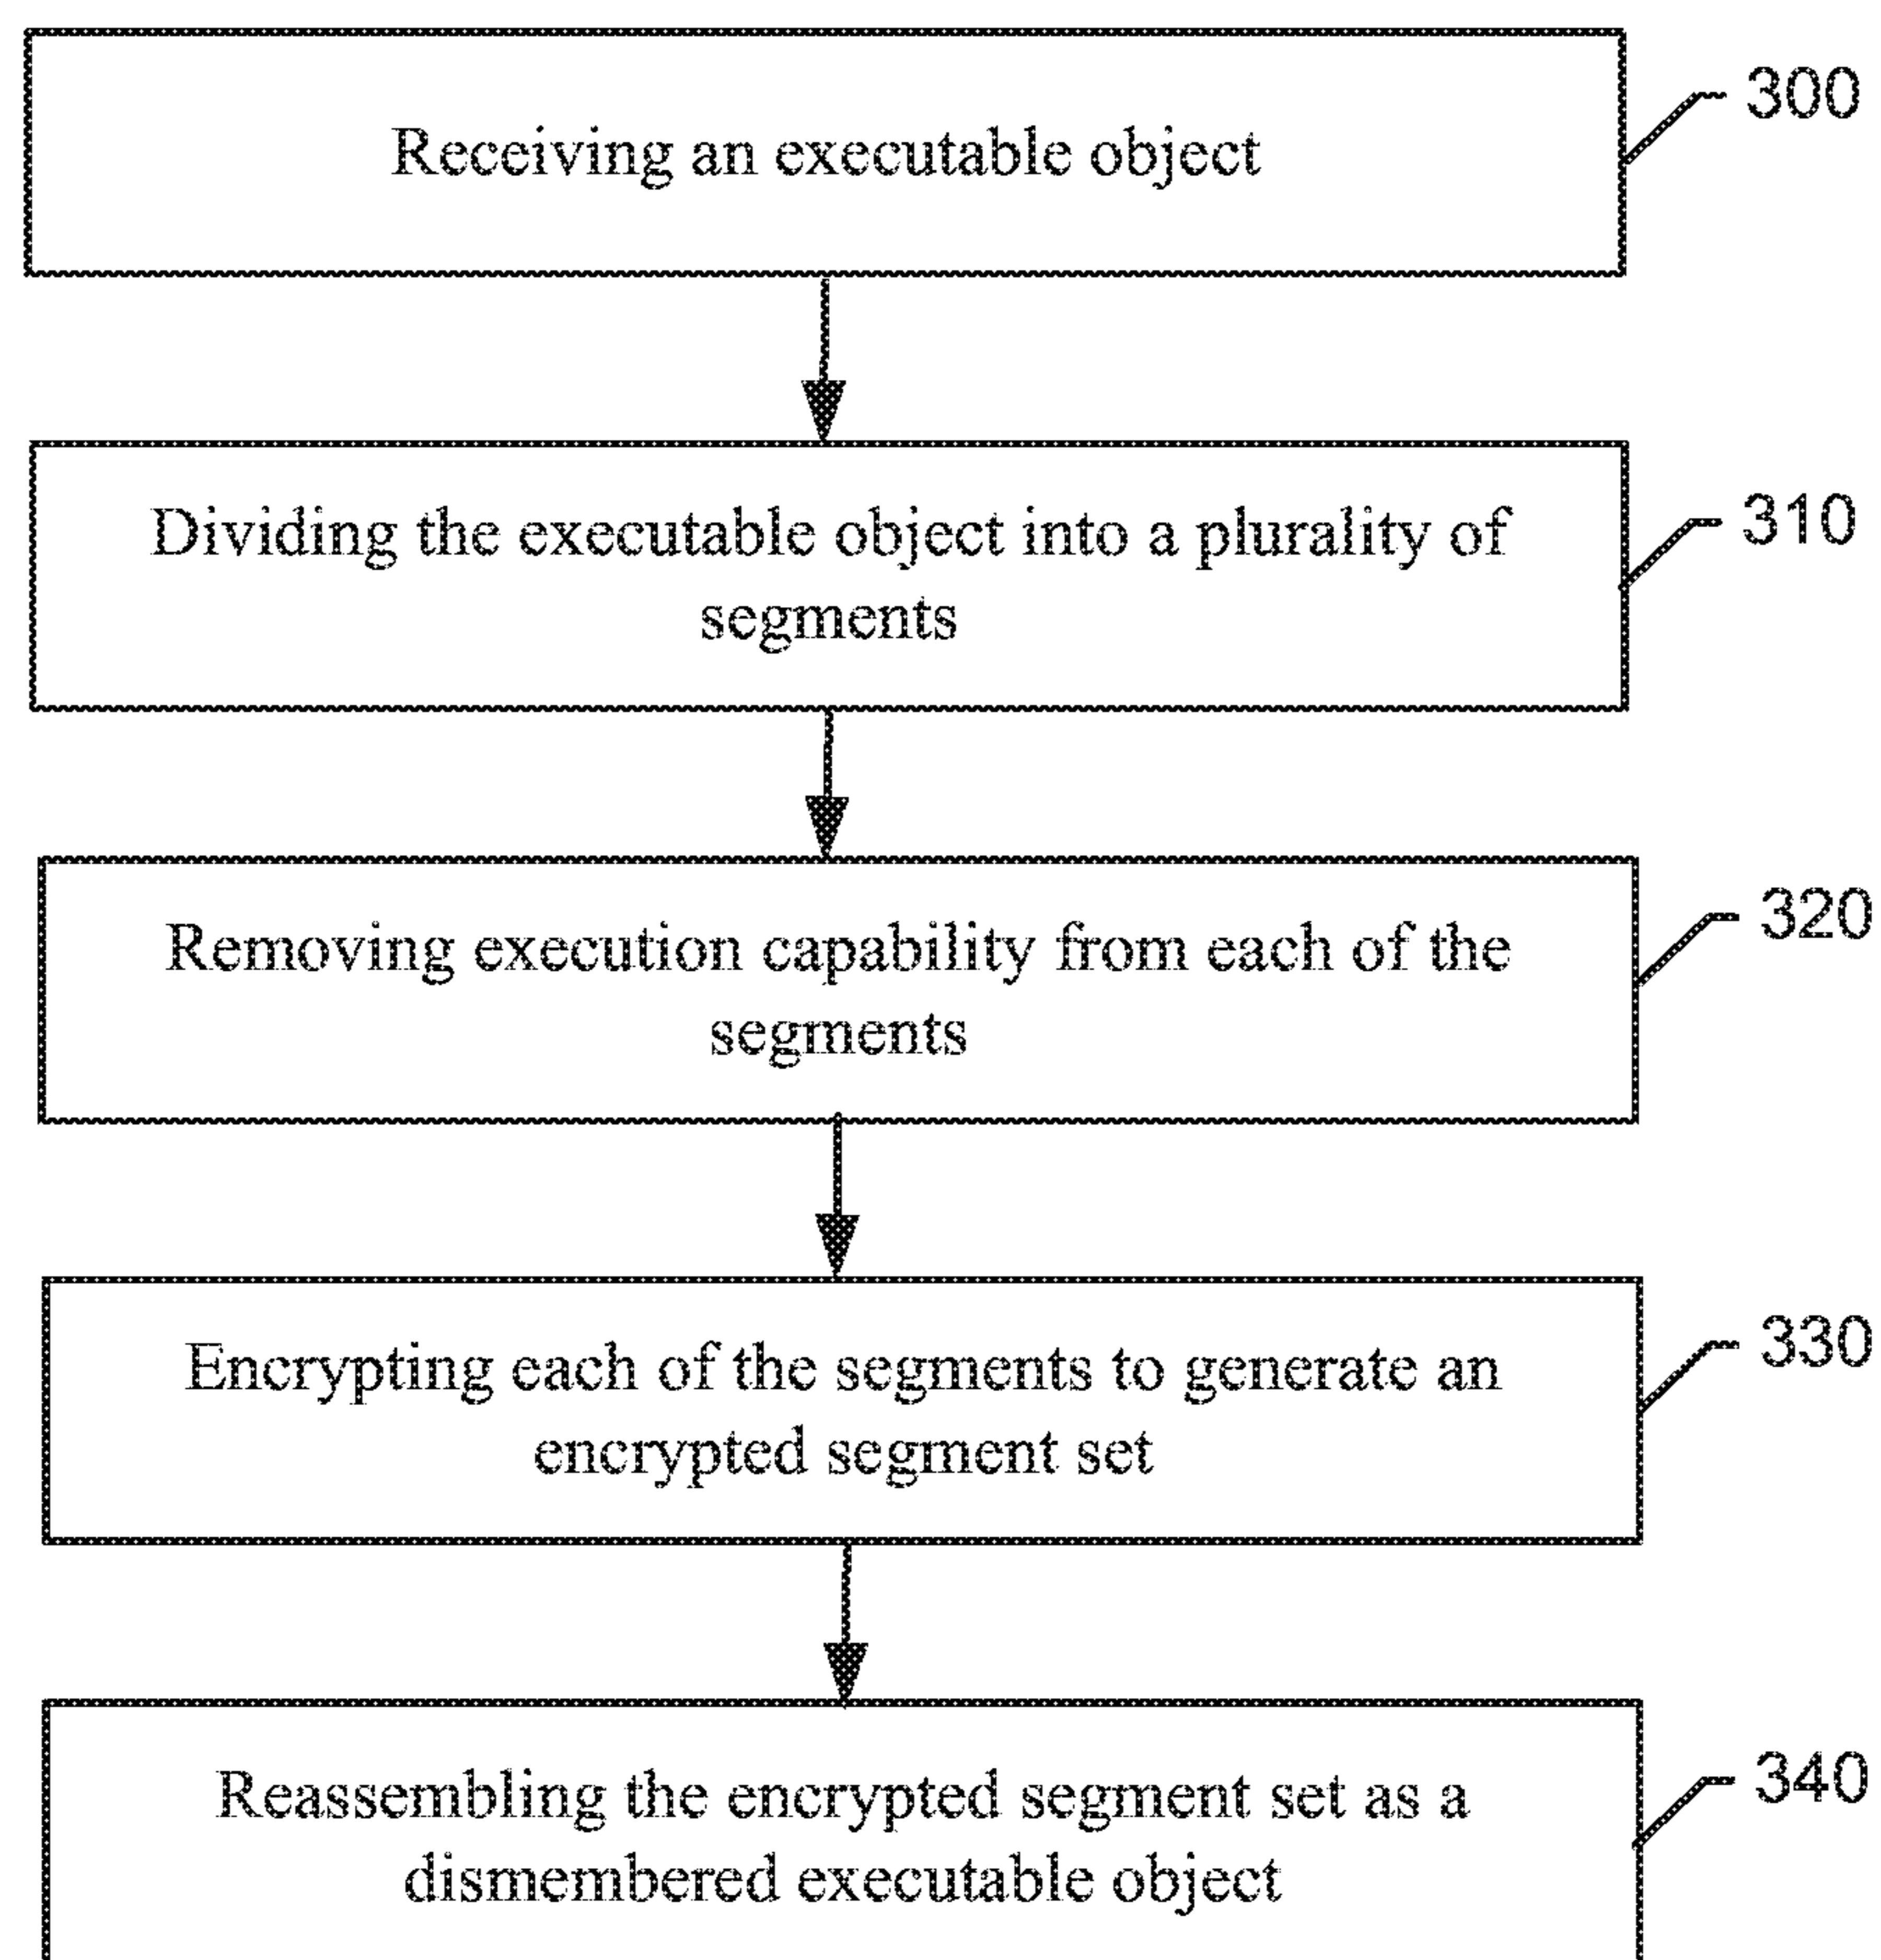 Receiving an executable object
300
Dividing the executable object into a plurality of
segments
310
Removing execution capability from each of the
segments
320
Encrypting each of the segments to generate an
encrypted segment set
330
Reassembling the encrypted segment set as a
dismembered executable object
340